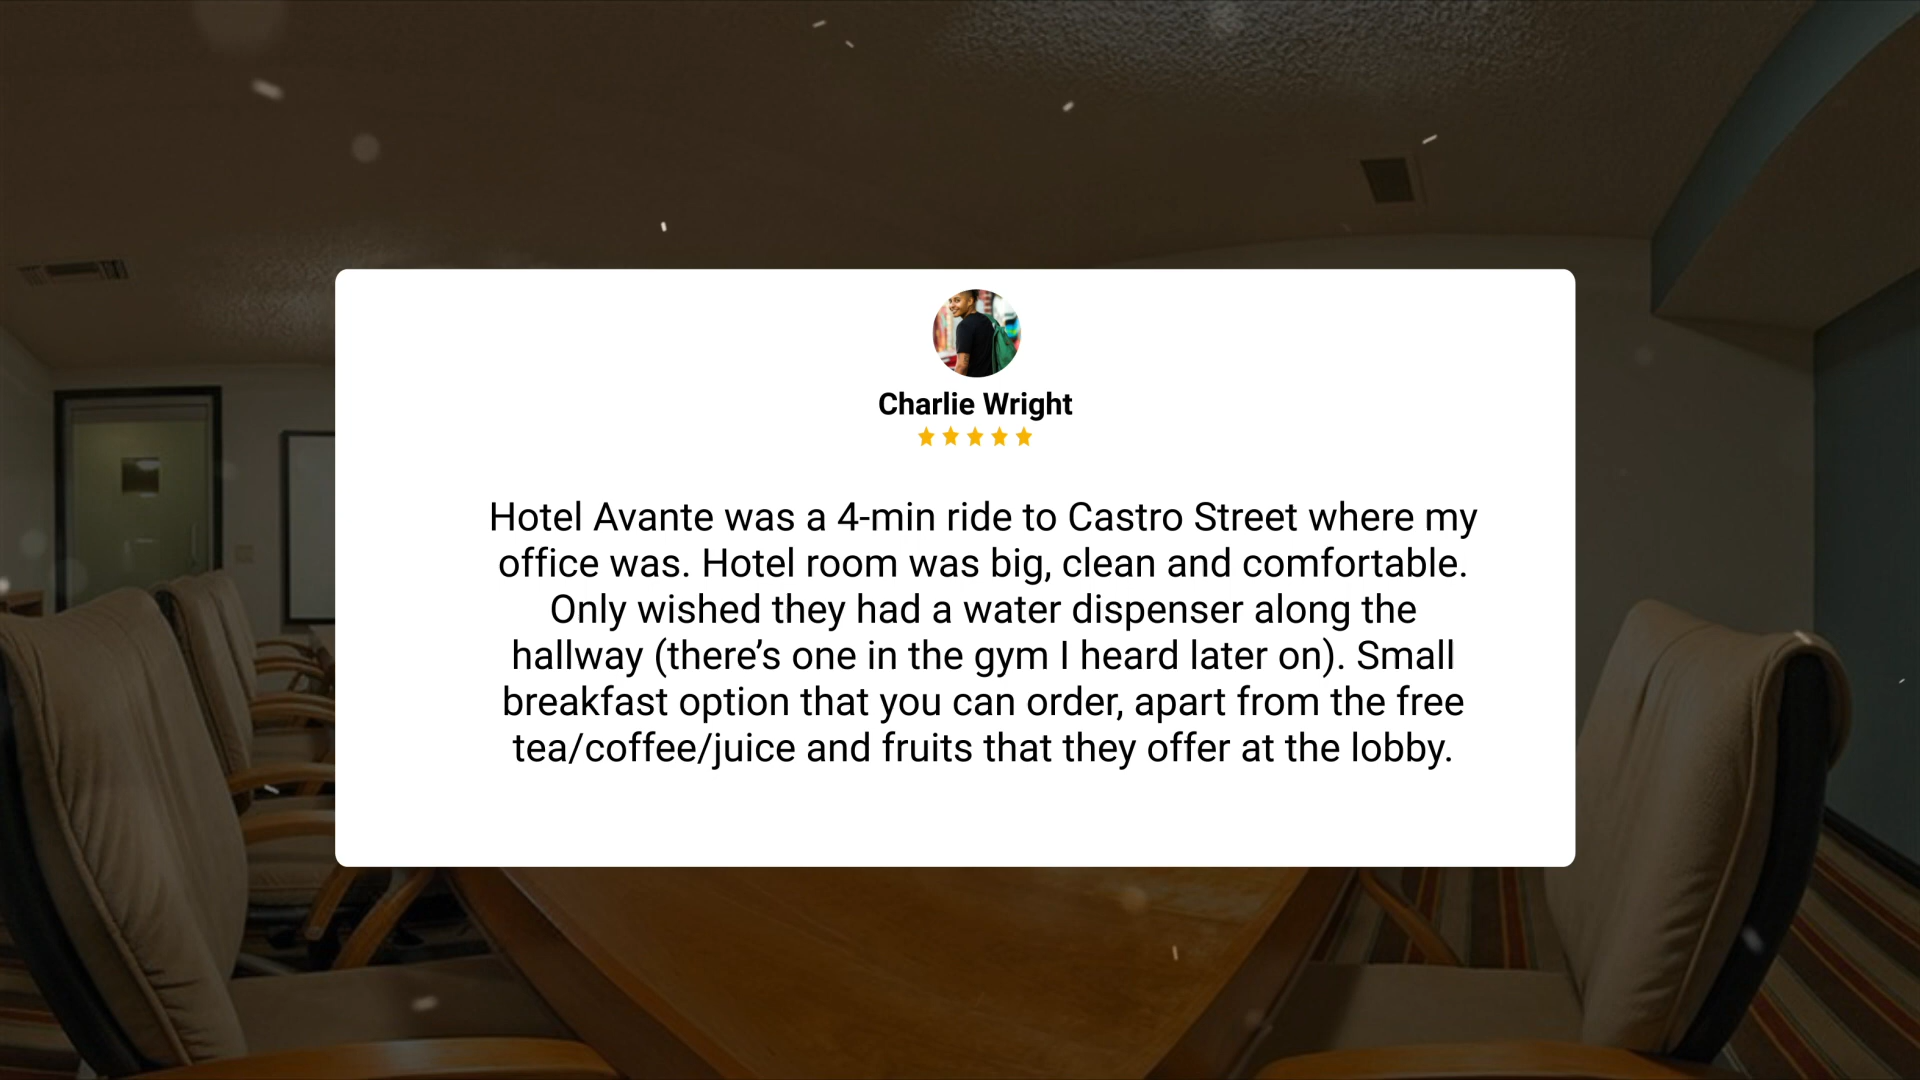 Charlie Wright
Hotel Avante was a 4-min ride to Castro Street where my
office was. Hotel room was big, clean and comfortable.
Only wished they had a water dispenser along the
hallway (there’s one in the gym I heard later on). Small
breakfast option that you can order, apart from the free
tea/coffee/juice and fruits that they offer at the lobby.